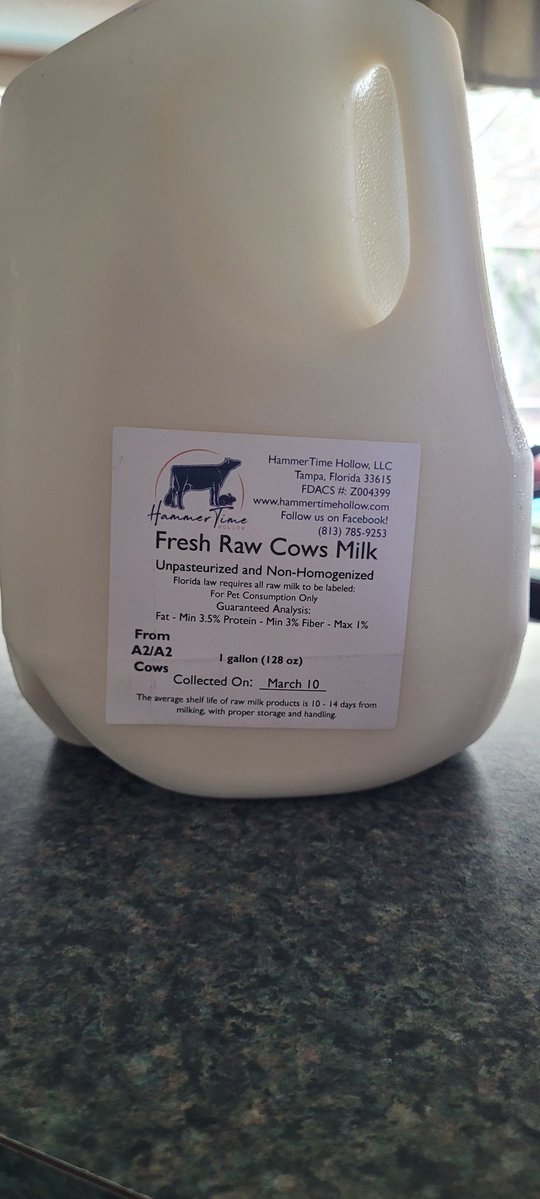 HammerTime
HOLLOW
HammerTime Hollow, LLC
Tampa, Florida 33615
FDACS #: Z004399
www.hammertimehollow.com
Follow us on Facebook!
(813) 785-9253
Fresh Raw Cows Milk
Unpasteurized and Non-Homogenized
Florida law requires all raw milk to be labeled:
For Pet Consumption Only
Guaranteed Analysis:
Fat - Min 3.5% Protein - Min 3% Fiber - Max 1%
From
A2/A2
Cows
1 gallon (128 oz)
Collected On: March 10
The average shelf life of raw milk products is 10 - 14 days from
milking, with proper storage and handling.